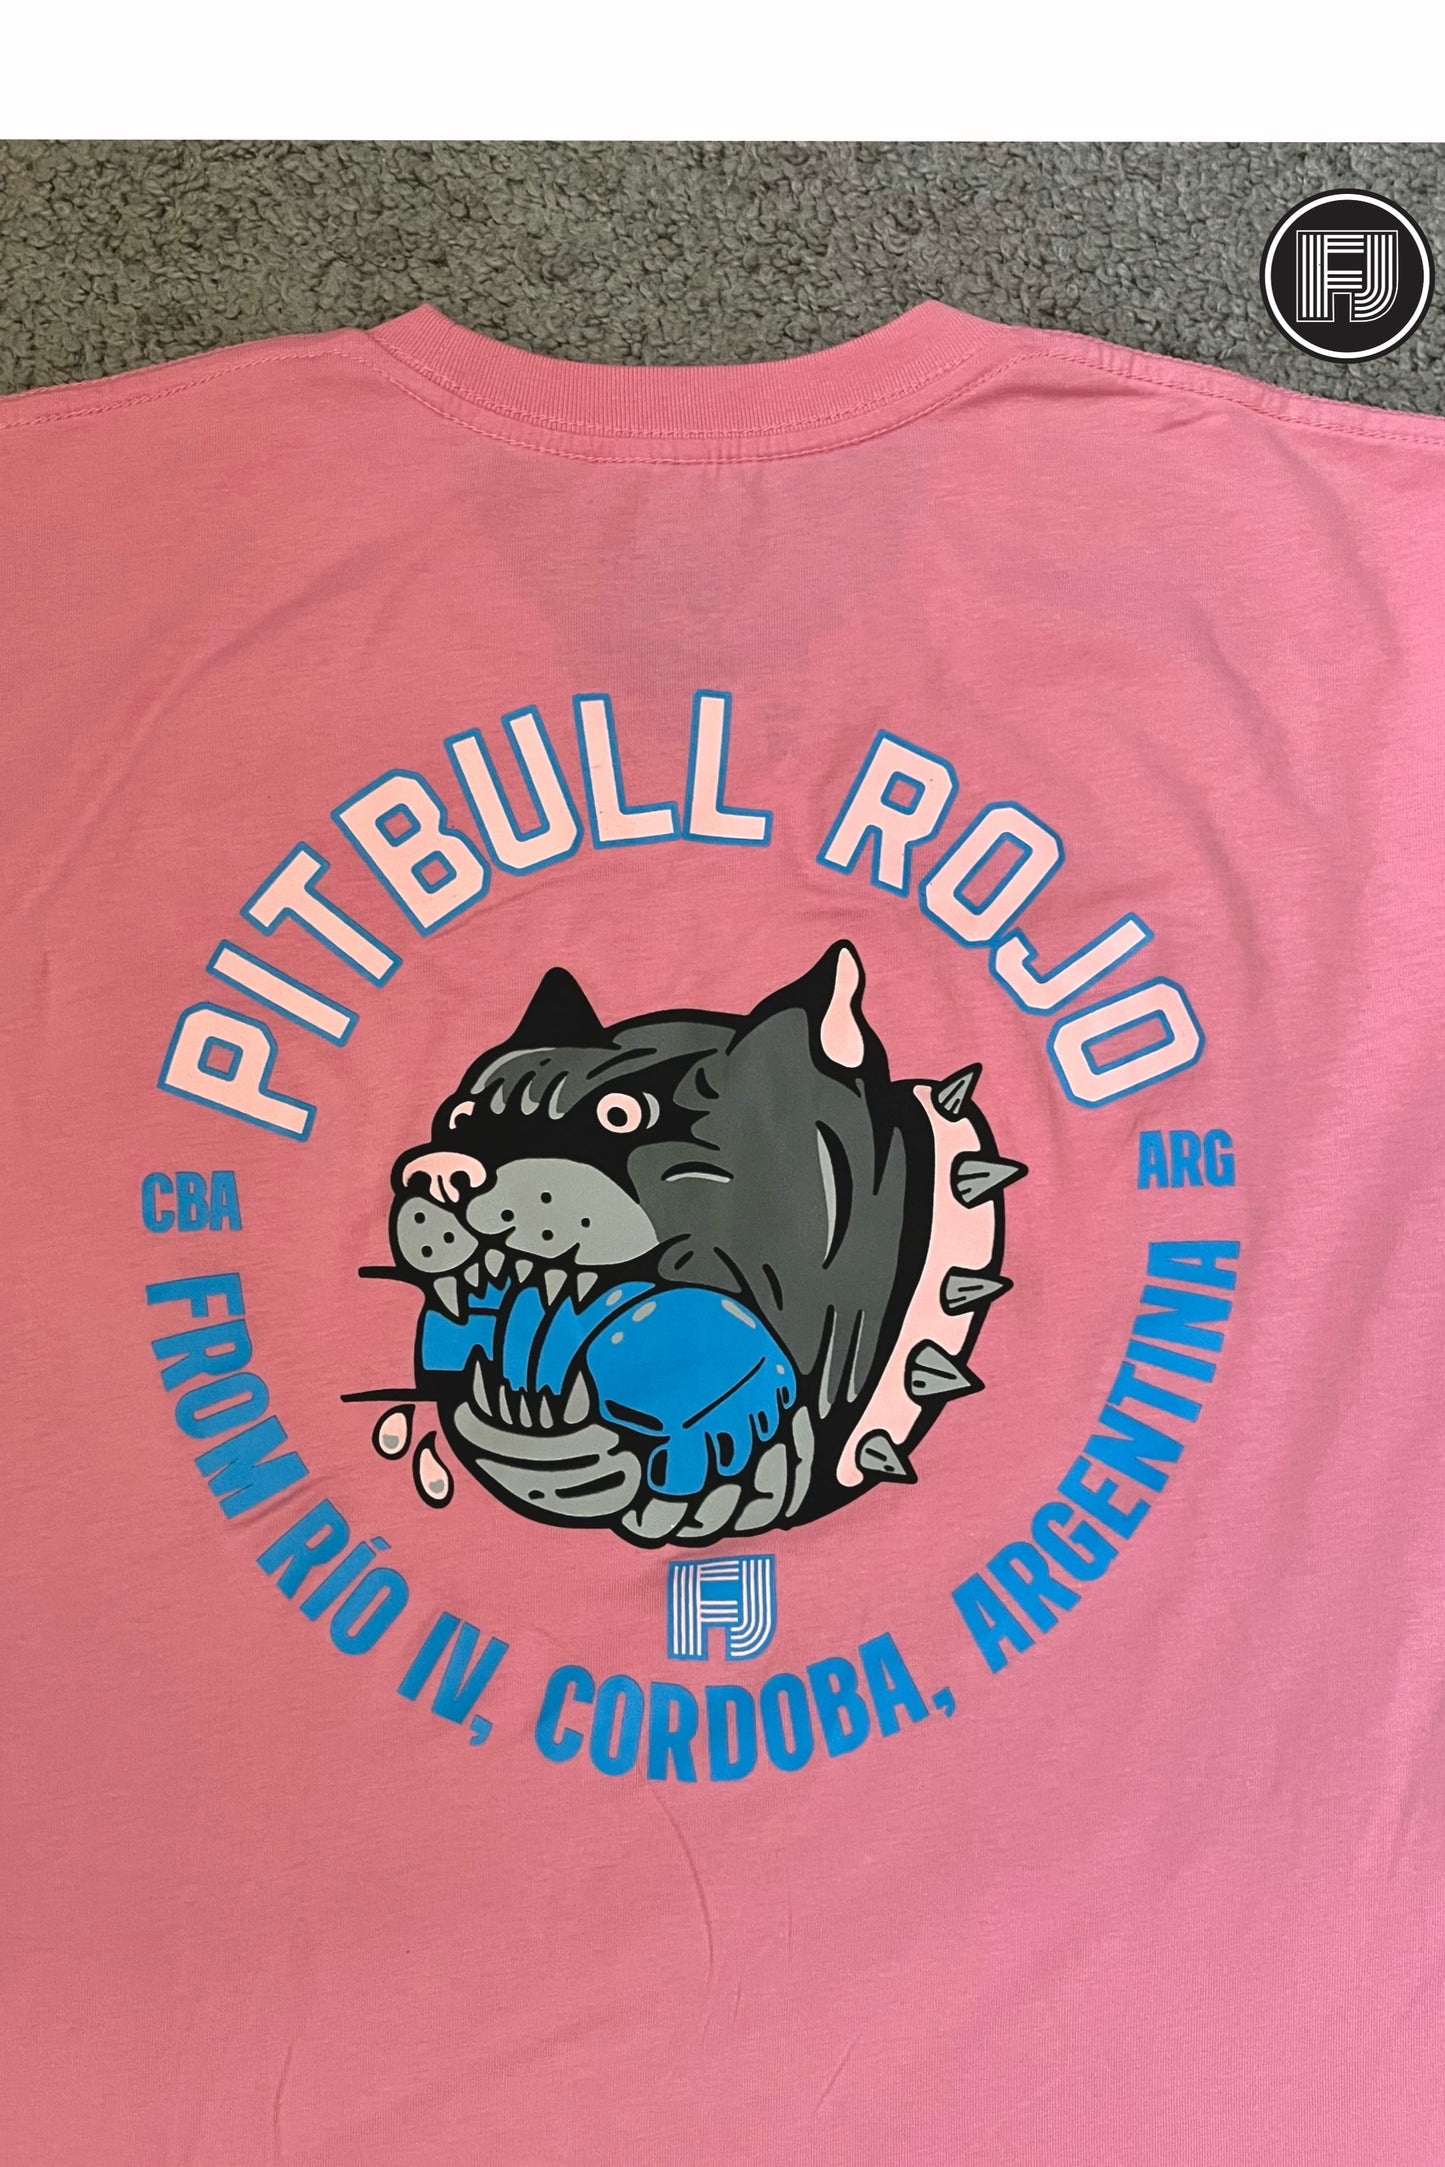 FJ
PITBULL ROJO
CBA
ARG
FROM RÍO IV, CORDOBA, ARGENTINA
FJ